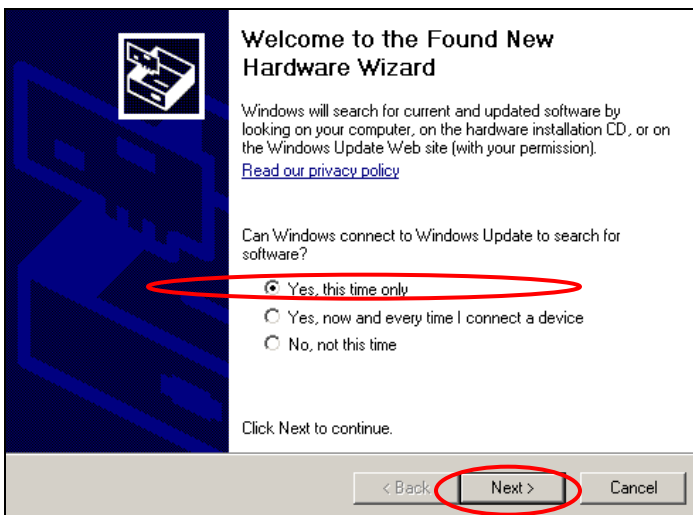 Welcome to the Found New
Hardware Wizard
Windows will search for current and updated software by
looking on your computer, on the hardware installation CD, or on
the Windows Update Web site (with your permission).
Read our privacy policy
Can Windows connect to Windows Update to search for
software?
Yes, this time only
Yes, now and every time I connect a device
No, not this time
Click Next to continue.
< Back Next > Cancel